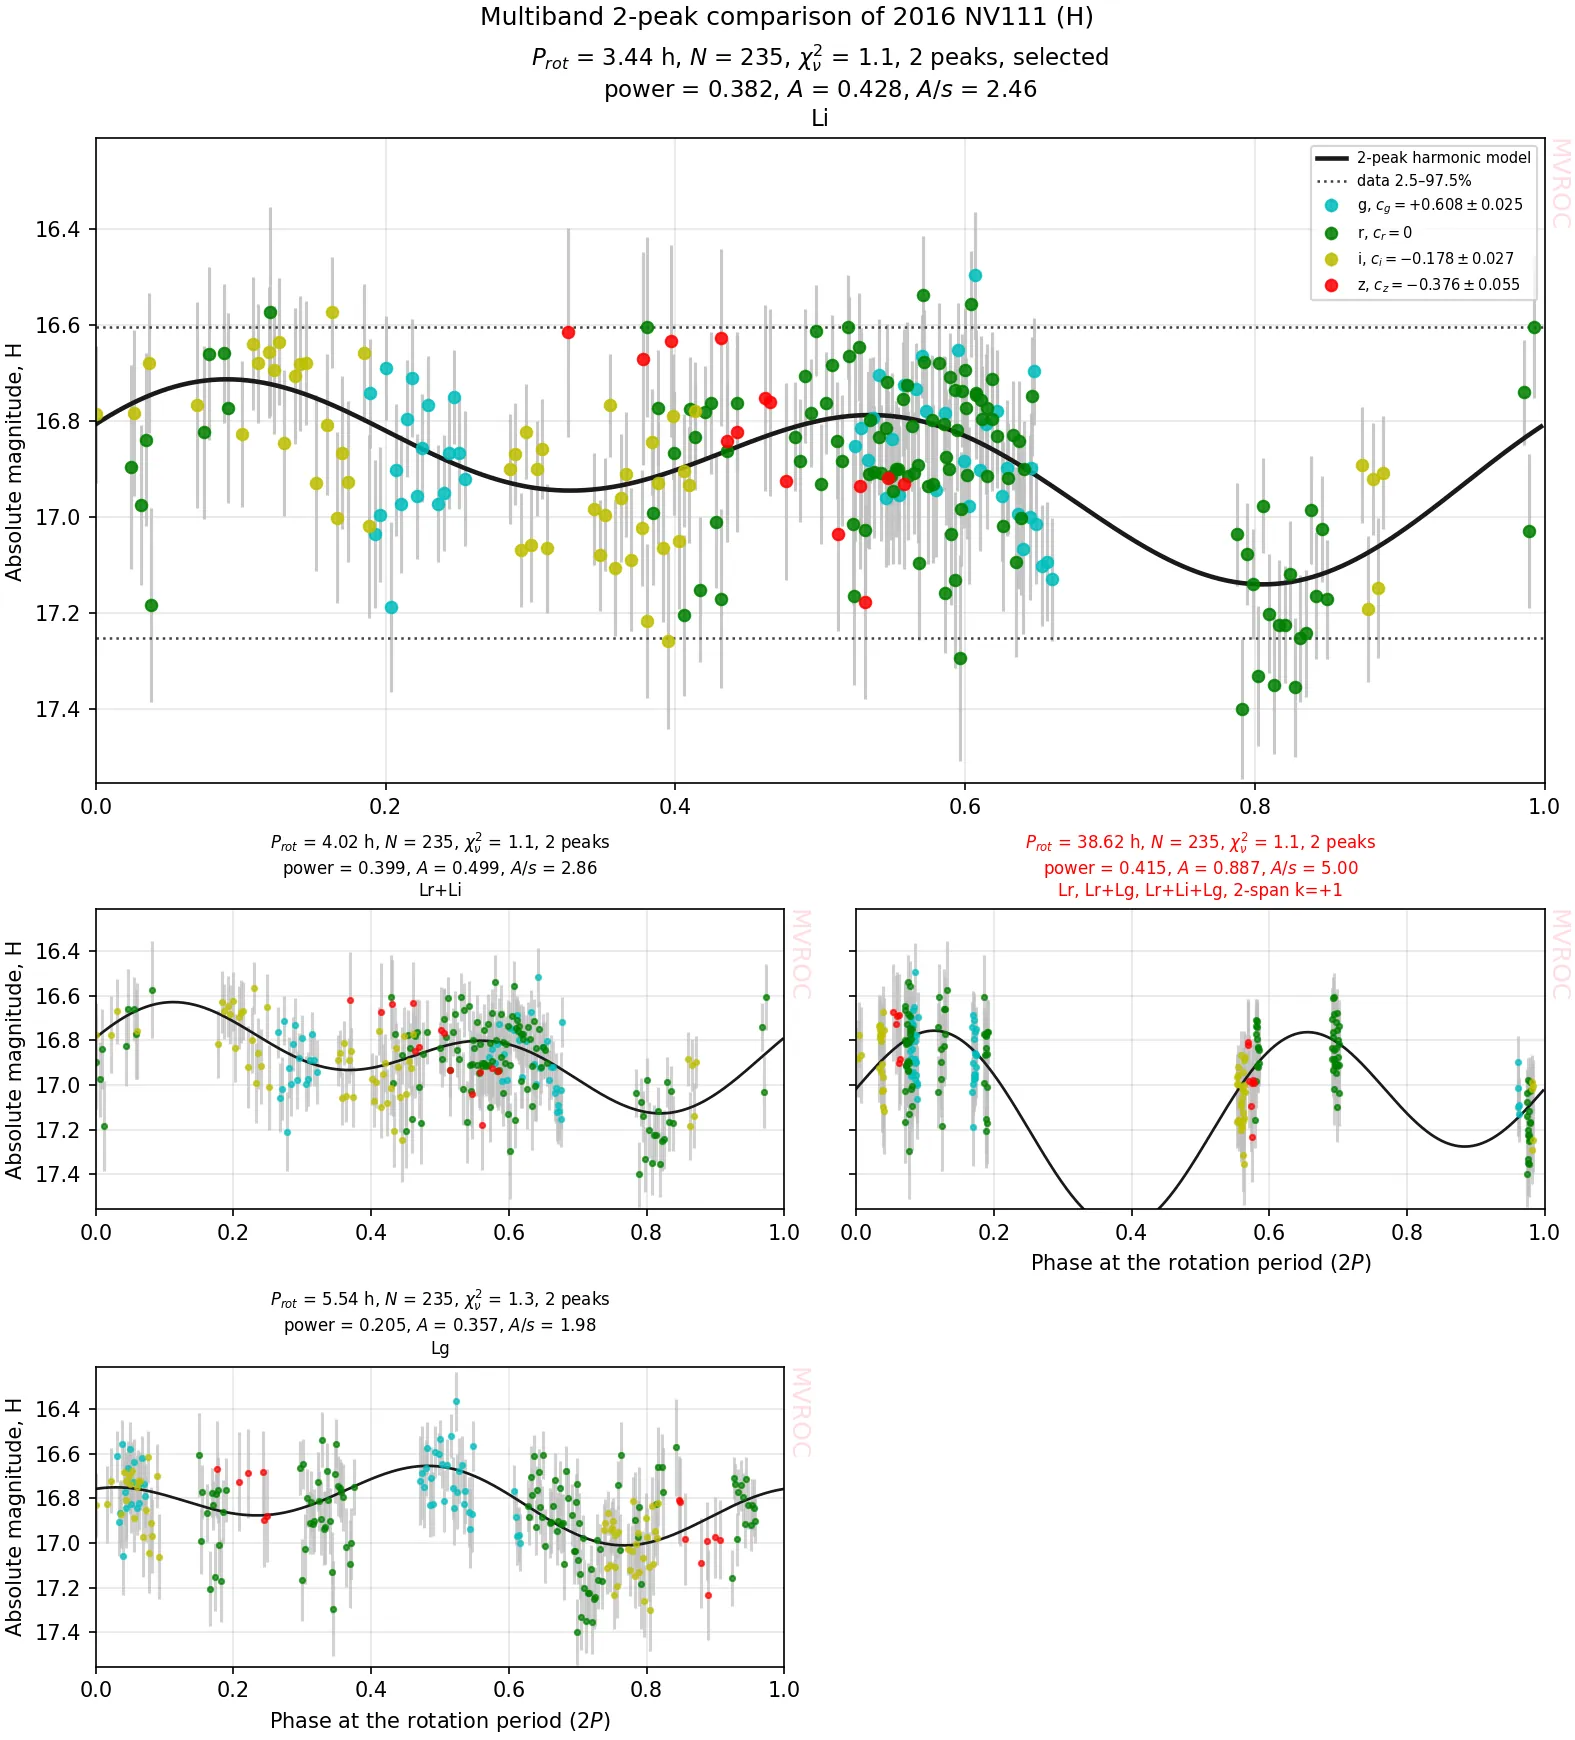 Multiband 2-peak comparison of 2016 NV111 (H)
P_rot = 3.44 h, N = 235, χ²_ν = 1.1, 2 peaks, selected
power = 0.382, A = 0.428, A/s = 2.46
Li
Absolute magnitude, H
16.4
16.6
16.8
17.0
17.2
17.4
2-peak harmonic model
data 2.5–97.5%
g, c_g = +0.608 ± 0.025
r, c_r = 0
i, c_i = −0.178 ± 0.027
z, c_z = −0.376 ± 0.055
MVROC
0.0 0.2 0.4 0.6 0.8 1.0
P_rot = 4.02 h, N = 235, χ²_ν = 1.1, 2 peaks
power = 0.399, A = 0.499, A/s = 2.86
Lr+Li
Absolute magnitude, H
16.4
16.6
16.8
17.0
17.2
17.4
MVROC
0.0 0.2 0.4 0.6 0.8 1.0
P_rot = 38.62 h, N = 235, χ²_ν = 1.1, 2 peaks
power = 0.415, A = 0.887, A/s = 5.00
Lr, Lr+Lg, Lr+Li+Lg, 2-span k=+1
MVROC
0.0 0.2 0.4 0.6 0.8 1.0
Phase at the rotation period (2P)
P_rot = 5.54 h, N = 235, χ²_ν = 1.3, 2 peaks
power = 0.205, A = 0.357, A/s = 1.98
Lg
Absolute magnitude, H
16.4
16.6
16.8
17.0
17.2
17.4
MVROC
0.0 0.2 0.4 0.6 0.8 1.0
Phase at the rotation period (2P)